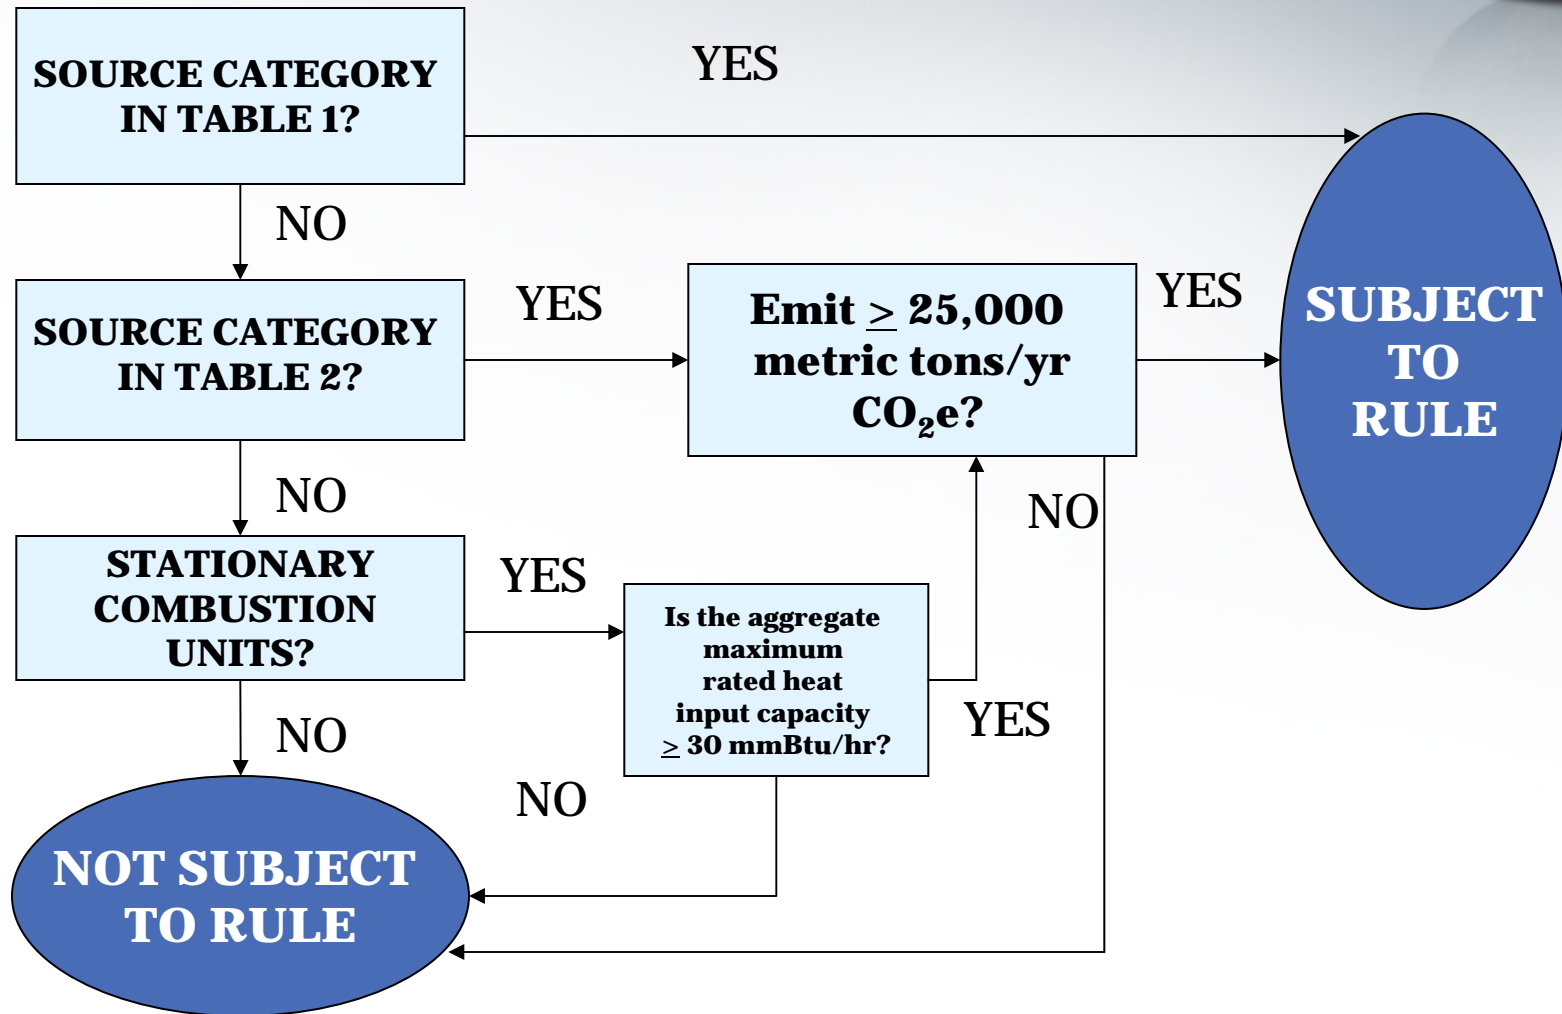 SOURCE CATEGORY
IN TABLE 1?
YES
NO
SOURCE CATEGORY
IN TABLE 2?
YES
Emit ≥ 25,000
metric tons/yr
CO₂e?
YES
SUBJECT
TO
RULE
NO
NO
STATIONARY
COMBUSTION
UNITS?
YES
Is the aggregate
maximum
rated heat
input capacity
≥ 30 mmBtu/hr?
YES
NO
NO
NOT SUBJECT
TO RULE